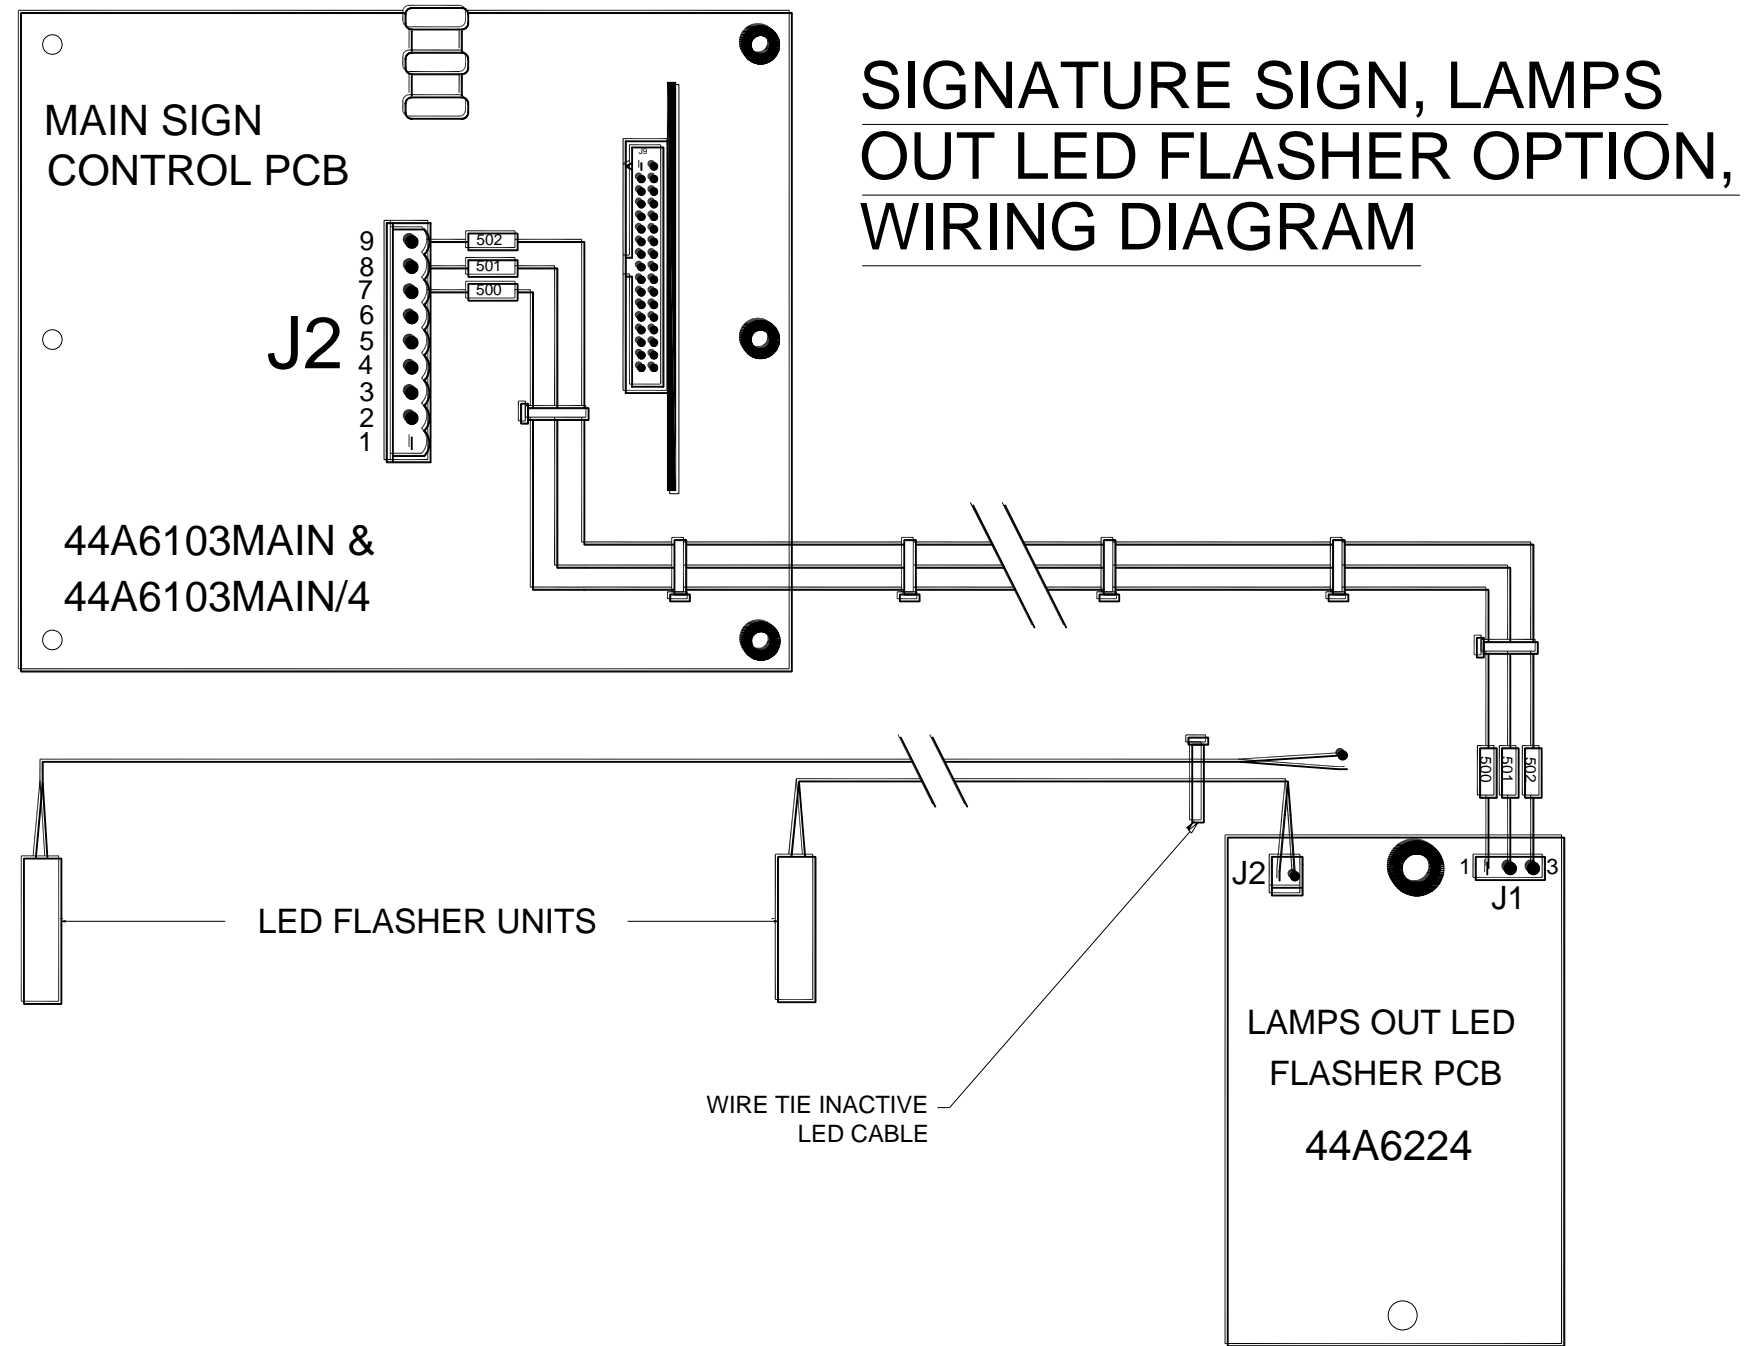 SIGNATURE SIGN, LAMPS
OUT LED FLASHER OPTION,
WIRING DIAGRAM
MAIN SIGN
CONTROL PCB
J9
9
8
7
6
5
4
3
2
1
J2
502
501
500
44A6103MAIN &
44A6103MAIN/4
500
501
502
J2
1
3
J1
LED FLASHER UNITS
LAMPS OUT LED
FLASHER PCB
44A6224
WIRE TIE INACTIVE
LED CABLE